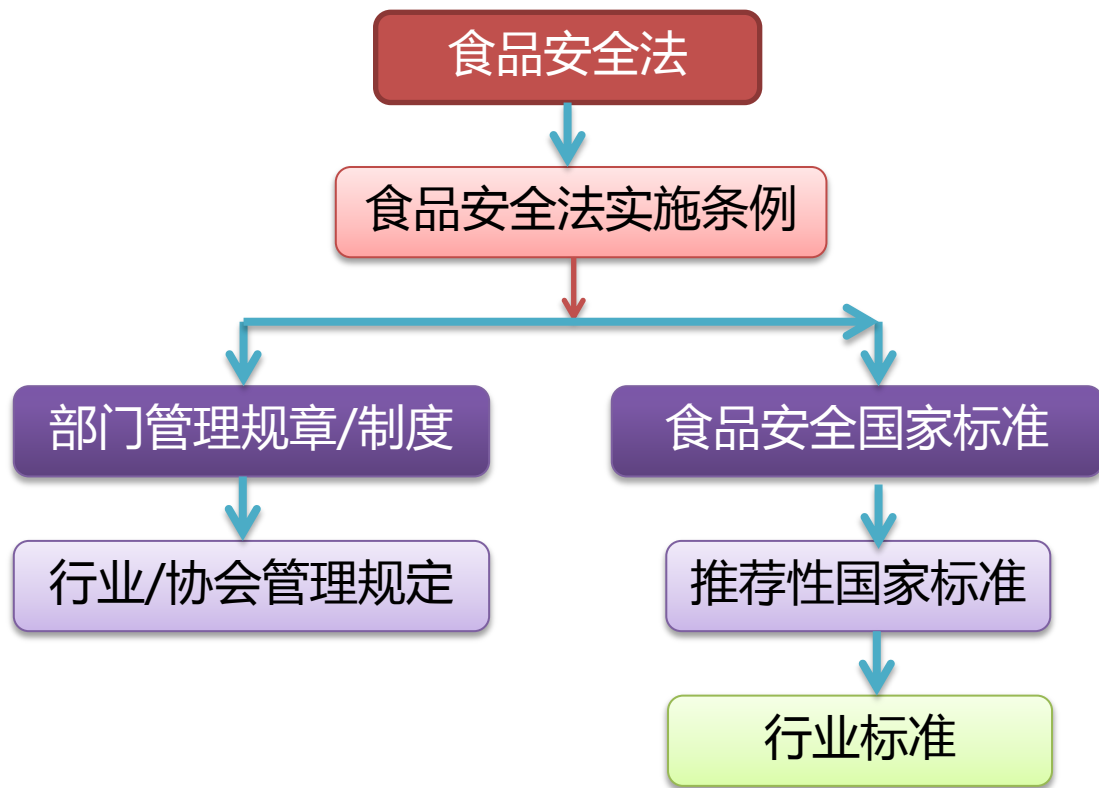 食品安全法
食品安全法实施条例
部门管理规章/制度
食品安全国家标准
行业/协会管理规定
推荐性国家标准
行业标准